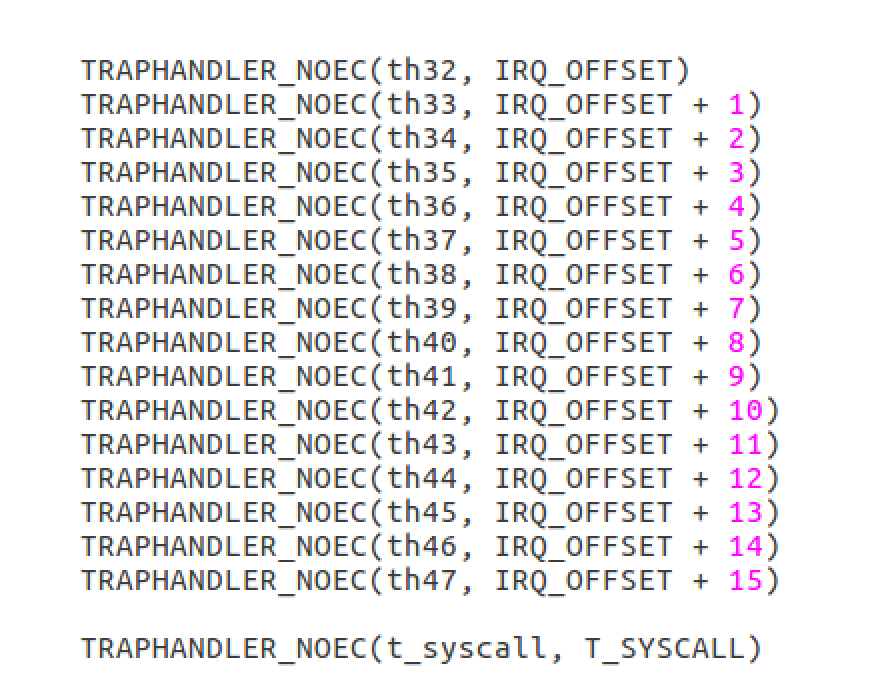 TRAPHANDLER_NOEC(th32, IRQ_OFFSET)
TRAPHANDLER_NOEC(th33, IRQ_OFFSET + 1)
TRAPHANDLER_NOEC(th34, IRQ_OFFSET + 2)
TRAPHANDLER_NOEC(th35, IRQ_OFFSET + 3)
TRAPHANDLER_NOEC(th36, IRQ_OFFSET + 4)
TRAPHANDLER_NOEC(th37, IRQ_OFFSET + 5)
TRAPHANDLER_NOEC(th38, IRQ_OFFSET + 6)
TRAPHANDLER_NOEC(th39, IRQ_OFFSET + 7)
TRAPHANDLER_NOEC(th40, IRQ_OFFSET + 8)
TRAPHANDLER_NOEC(th41, IRQ_OFFSET + 9)
TRAPHANDLER_NOEC(th42, IRQ_OFFSET + 10)
TRAPHANDLER_NOEC(th43, IRQ_OFFSET + 11)
TRAPHANDLER_NOEC(th44, IRQ_OFFSET + 12)
TRAPHANDLER_NOEC(th45, IRQ_OFFSET + 13)
TRAPHANDLER_NOEC(th46, IRQ_OFFSET + 14)
TRAPHANDLER_NOEC(th47, IRQ_OFFSET + 15)
TRAPHANDLER_NOEC(t_syscall, T_SYSCALL)